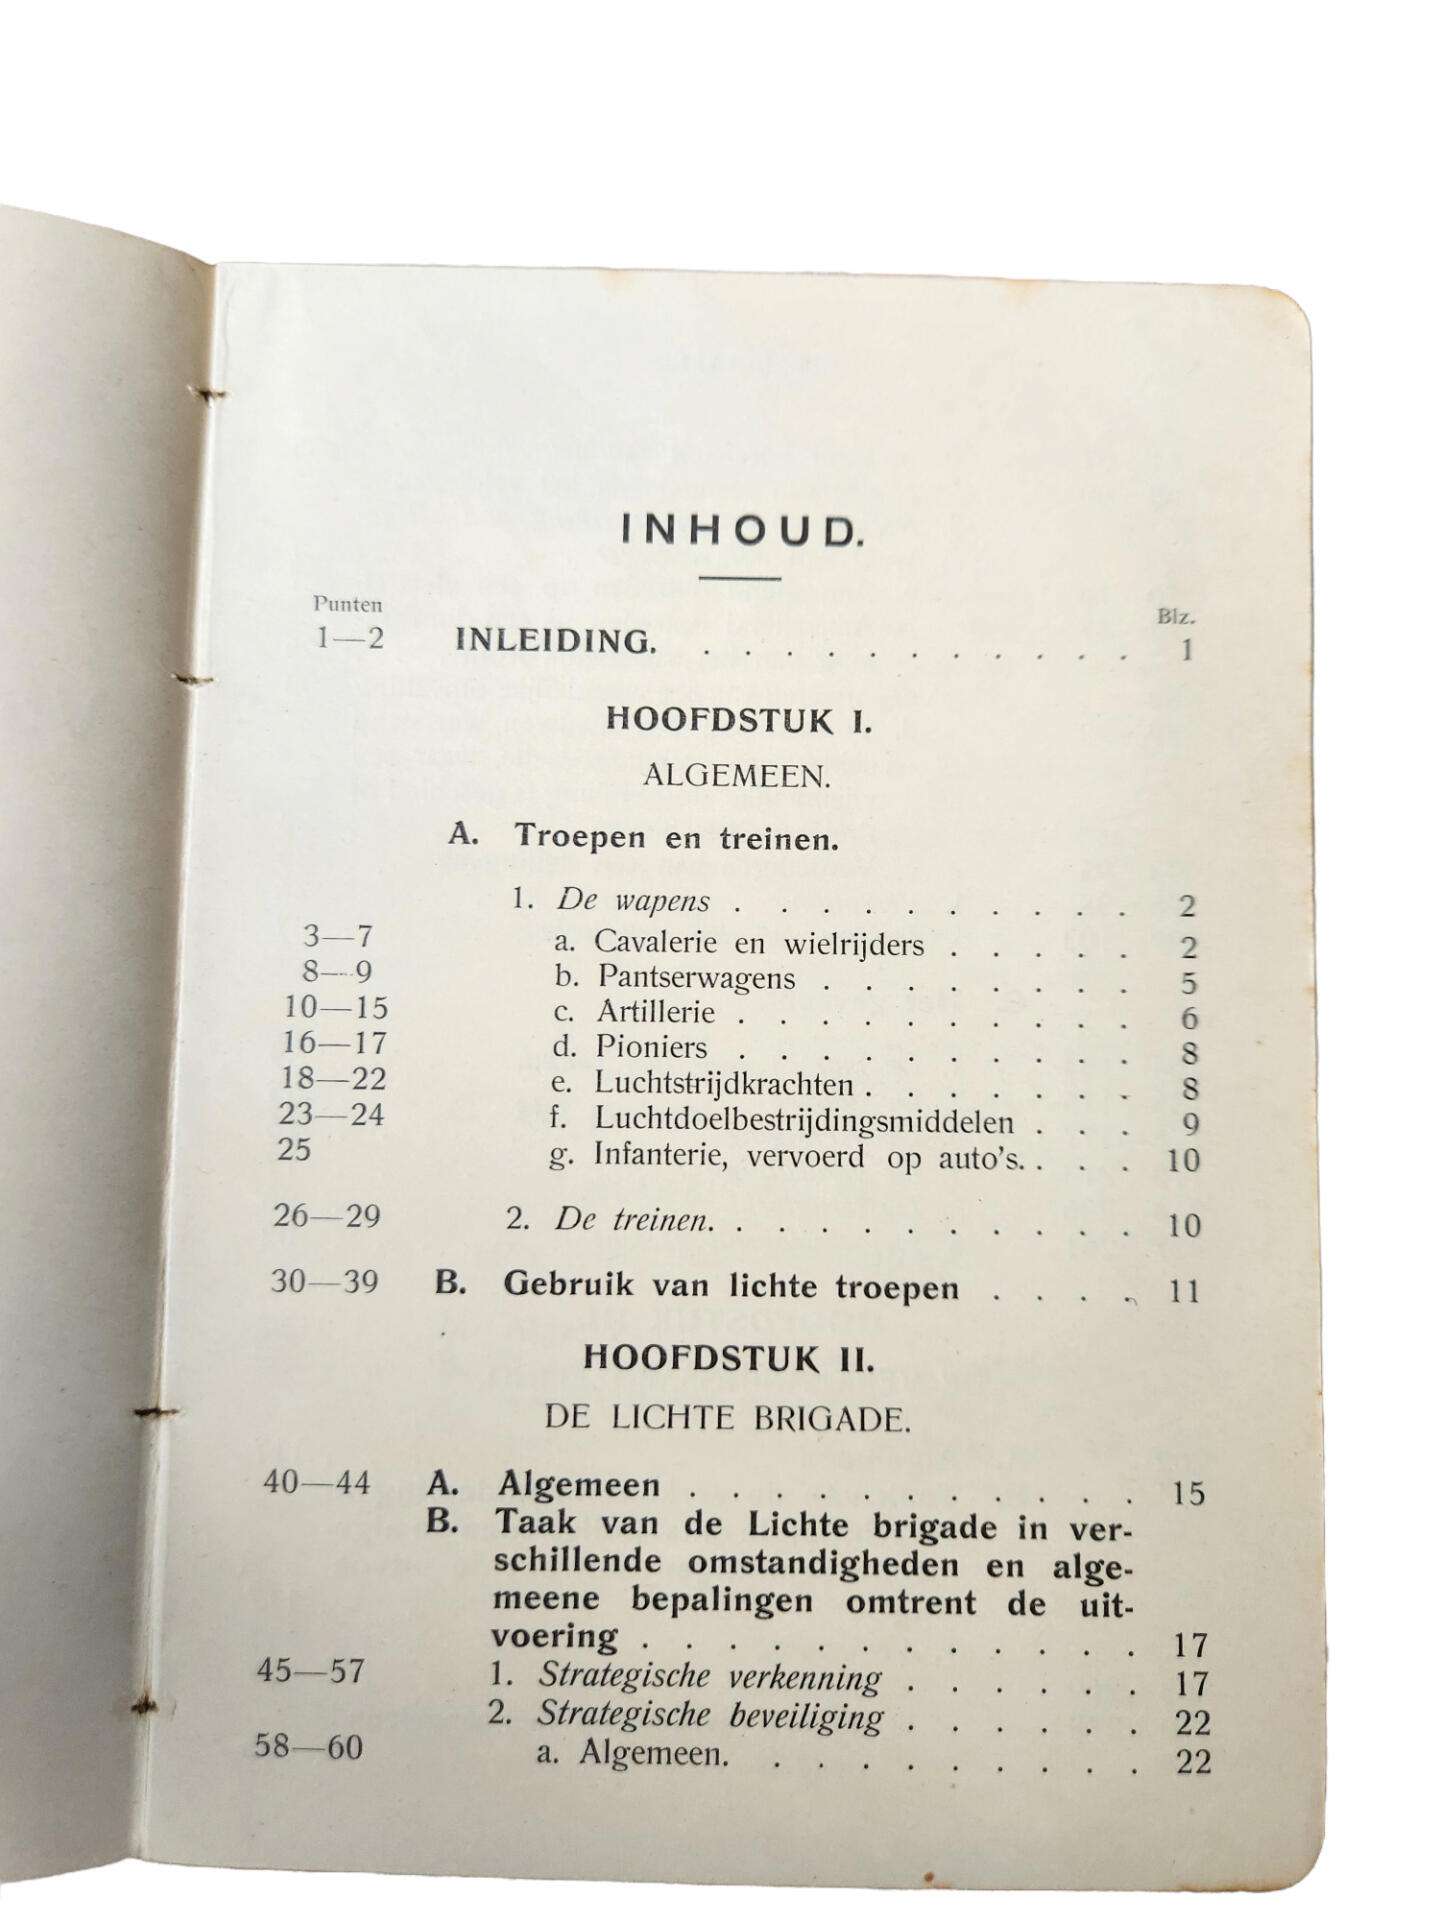 INHOUD.
Punten Blz.
1—2 INLEIDING. . . . . . . . . . . . 1
HOOFDSTUK I.
ALGEMEEN.
A. Troepen en treinen.
1. De wapens . . . . . . . . . . 2
3—7 a. Cavalerie en wielrijders . . . . . 2
8—9 b. Pantserwagens . . . . . . . . 5
10—15 c. Artillerie . . . . . . . . . . 6
16—17 d. Pioniers . . . . . . . . . . 8
18—22 e. Luchtstrijdkrachten . . . . . . . 8
23—24 f. Luchtdoelbestrijdingsmiddelen . . . 9
25 g. Infanterie, vervoerd op auto's. . . . 10
26—29 2. De treinen. . . . . . . . . . . 10
30—39 B. Gebruik van lichte troepen . . . . 11
HOOFDSTUK II.
DE LICHTE BRIGADE.
40—44 A. Algemeen . . . . . . . . . . . 15
B. Taak van de Lichte brigade in ver-
schillende omstandigheden en alge-
meene bepalingen omtrent de uit-
voering . . . . . . . . . . . . 17
45—57 1. Strategische verkenning . . . . . . 17
2. Strategische beveiliging . . . . . . 22
58—60 a. Algemeen. . . . . . . . . . 22